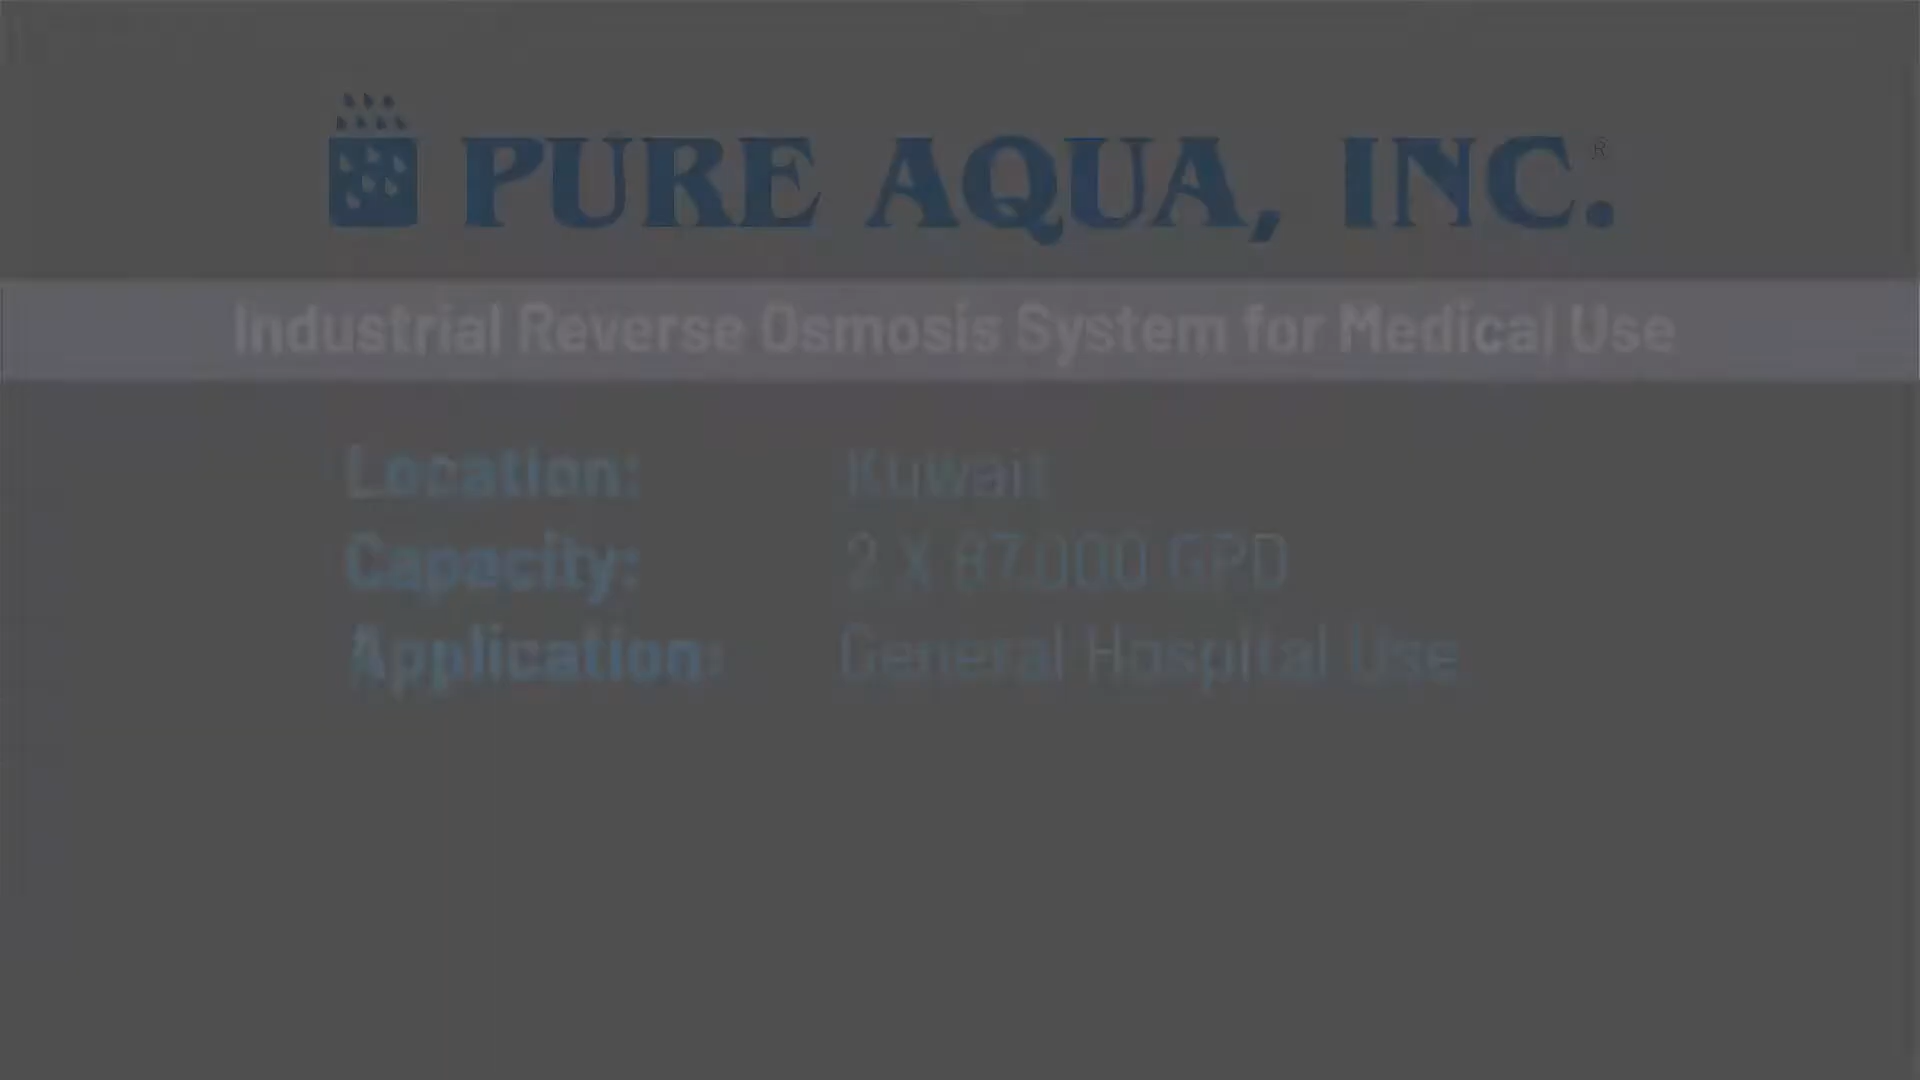 PURE AQUA, INC.®
Industrial Reverse Osmosis System for Medical Use
Location: Kuwait
Capacity: 2 X 87,000 GPD
Application: General Hospital Use